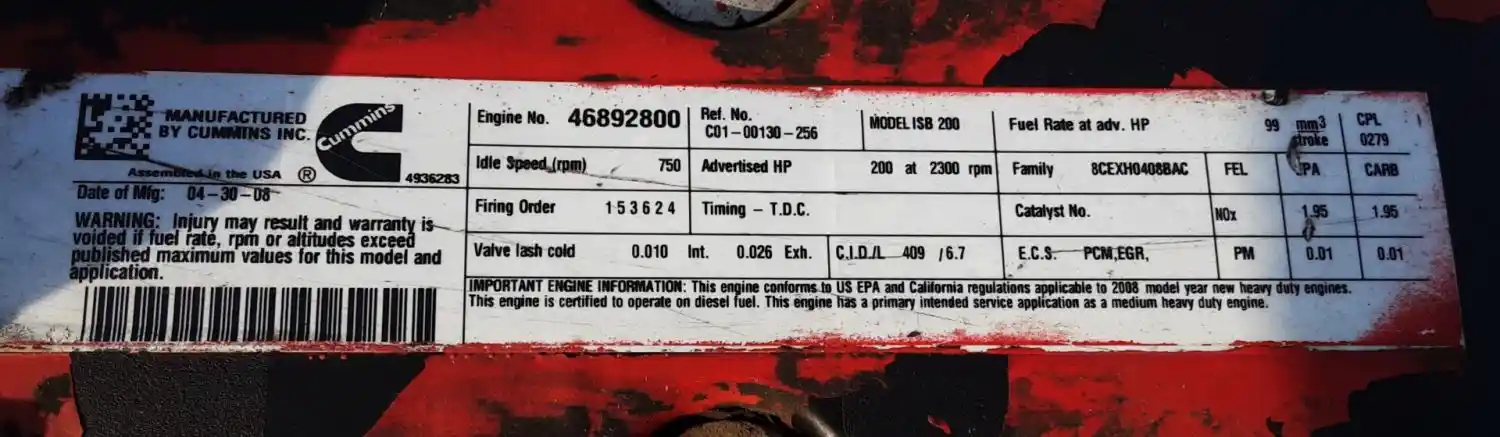 MANUFACTURED
BY CUMMINS INC.
Cummins
Assembled in the USA ® 4936283
Date of Mfg: 04-30-08
WARNING: Injury may result and warranty is
voided if fuel rate, rpm or altitudes exceed
published maximum values for this model and
application.
Engine No. 46892800
Ref. No.
C01-00130-256
MODEL ISB 200
Fuel Rate at adv. HP 99 mm3
stroke
CPL
0279
Idle Speed (rpm) 750
Advertised HP 200 at 2300 rpm
Family 8CEXH0408BAC
FEL
EPA
CARB
Firing Order 1 5 3 6 2 4
Timing - T.D.C.
Catalyst No.
NOx 1.95 1.95
Valve lash cold 0.010 Int. 0.026 Exh.
C.I.D./L 409 /6.7
E.C.S. PCM,EGR,
PM 0.01 0.01
IMPORTANT ENGINE INFORMATION: This engine conforms to US EPA and California regulations applicable to 2008 model year new heavy duty engines.
This engine is certified to operate on diesel fuel. This engine has a primary intended service application as a medium heavy duty engine.